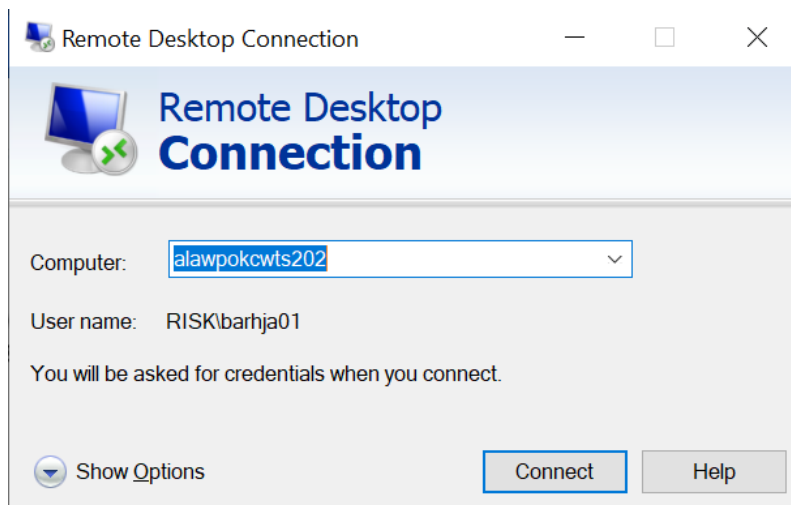 Remote Desktop Connection
Remote Desktop
Connection
Computer: alawpokcwts202
User name: RISK\barhja01
You will be asked for credentials when you connect.
Show Options Connect Help